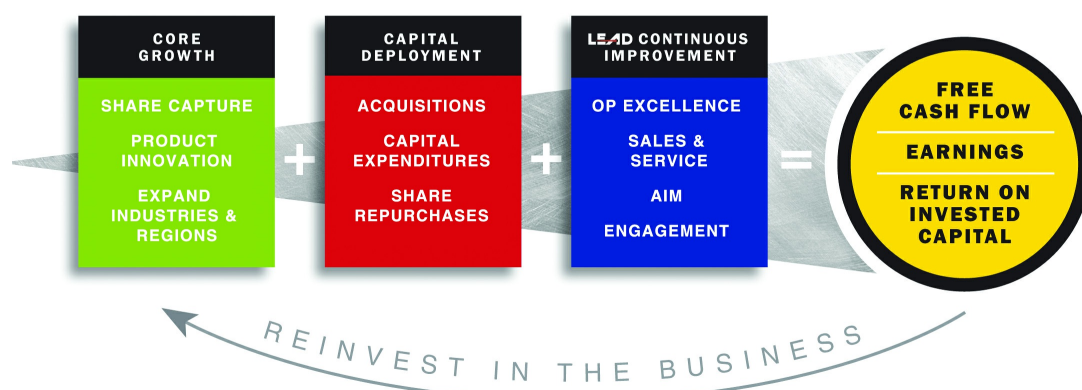 CORE
GROWTH
SHARE CAPTURE
PRODUCT
INNOVATION
EXPAND
INDUSTRIES &
REGIONS
+
CAPITAL
DEPLOYMENT
ACQUISITIONS
CAPITAL
EXPENDITURES
SHARE
REPURCHASES
+
LEAD CONTINUOUS
IMPROVEMENT
OP EXCELLENCE
SALES &
SERVICE
AIM
ENGAGEMENT
=
FREE
CASH FLOW
EARNINGS
RETURN ON
INVESTED
CAPITAL
REINVEST IN THE BUSINESS